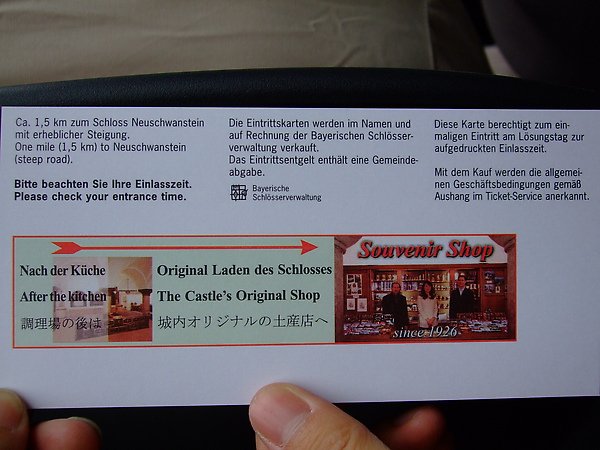 Ca. 1,5 km zum Schloss Neuschwanstein
mit erheblicher Steigung.
One mile (1,5 km) to Neuschwanstein
(steep road).
Bitte beachten Sie Ihre Einlasszeit.
Please check your entrance time.
Die Eintrittskarten werden im Namen und
auf Rechnung der Bayerischen Schlösser-
verwaltung verkauft.
Das Eintrittsentgelt enthält eine Gemeinde-
abgabe.
Bayerische
Schlösserverwaltung
Diese Karte berechtigt zum ein-
maligen Eintritt am Lösungstag zur
aufgedruckten Einlasszeit.
Mit dem Kauf werden die allgemei-
nen Geschäftsbedingungen gemäß
Aushang im Ticket-Service anerkannt.
Nach der Küche
After the kitchen
調理場の後は
Original Laden des Schlosses
The Castle's Original Shop
城内オリジナルの土産店へ
Souvenir Shop
since 1926